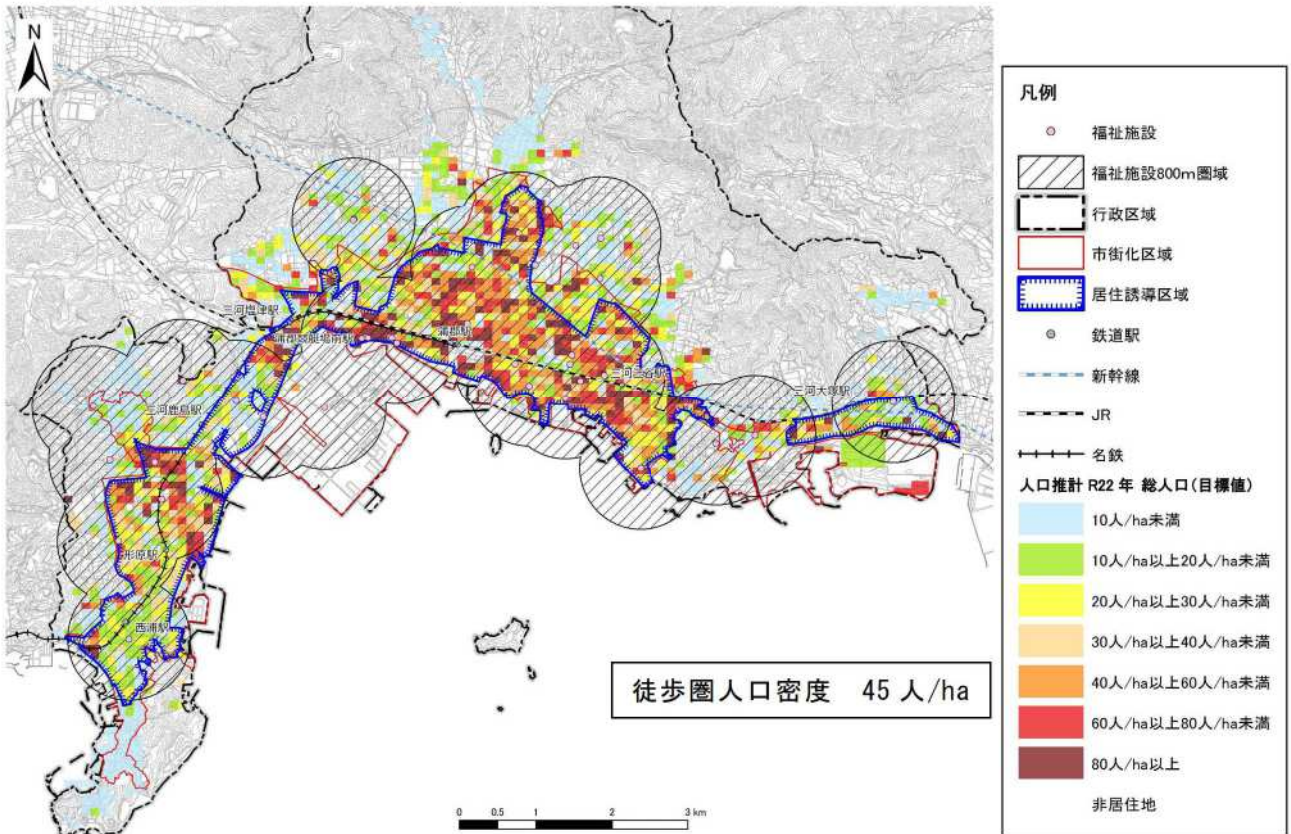 N
三河塩津駅
蒲郡競艇場前駅
蒲郡駅
三河三谷駅
三河大塚駅
三河鹿島駅
形原駅
西浦駅
徒歩圏人口密度 45 人/ha
0 0.5 1 2 3 km
凡例
福祉施設
福祉施設800m圏域
行政区域
市街化区域
居住誘導区域
鉄道駅
新幹線
JR
名鉄
人口推計 R22 年 総人口(目標値)
10人/ha未満
10人/ha以上20人/ha未満
20人/ha以上30人/ha未満
30人/ha以上40人/ha未満
40人/ha以上60人/ha未満
60人/ha以上80人/ha未満
80人/ha以上
非居住地